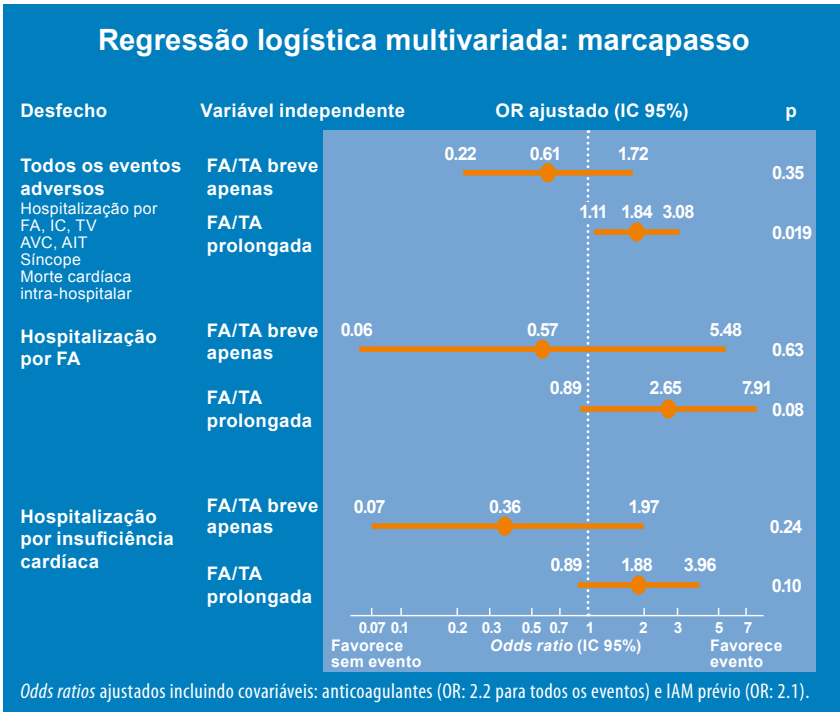 Regressão logística multivariada: marcapasso
Desfecho Variável independente OR ajustado (IC 95%) p
Todos os eventos
adversos
Hospitalização por
FA, IC, TV
AVC, AIT
Síncope
Morte cardíaca
intra-hospitalar
FA/TA breve
apenas
0.22 0.61 1.72
0.35
FA/TA
prolongada
1.11 1.84 3.08
0.019
Hospitalização
por FA
FA/TA breve
apenas
0.06 0.57 5.48
0.63
FA/TA
prolongada
0.89 2.65 7.91
0.08
Hospitalização
por insuficiência
cardíaca
FA/TA breve
apenas
0.07 0.36 1.97
0.24
FA/TA
prolongada
0.89 1.88 3.96
0.10
0.07 0.1 0.2 0.3 0.5 0.7 1 2 3 5 7
Favorece
sem evento
Odds ratio (IC 95%)
Favorece
evento
Odds ratios ajustados incluindo covariáveis: anticoagulantes (OR: 2.2 para todos os eventos) e IAM prévio (OR: 2.1).